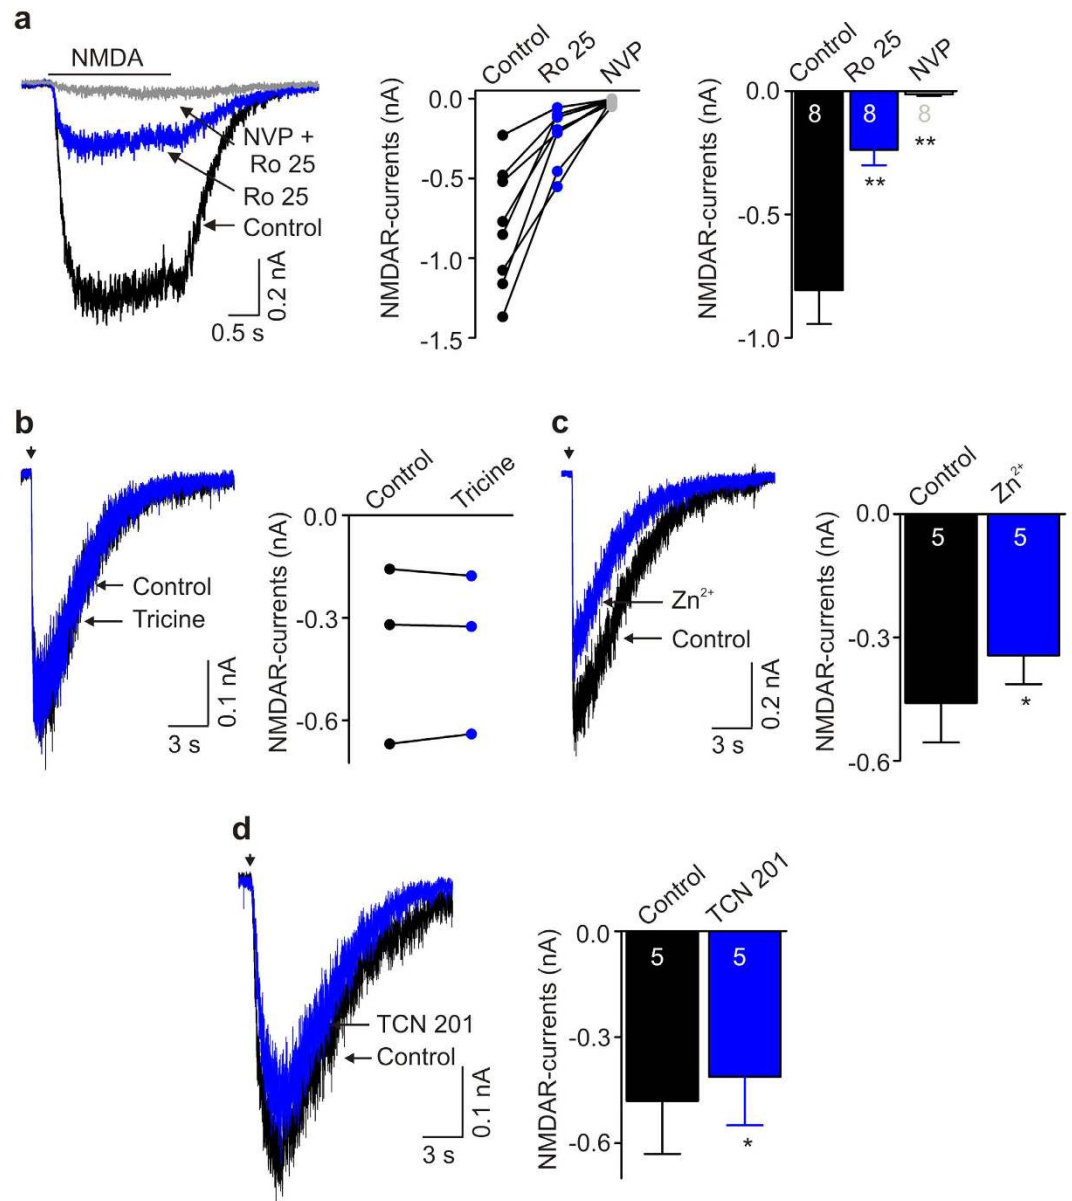 a
NMDA
NVP +
Ro 25
Ro 25
Control
0.2 nA
0.5 s
Control
Ro 25
NVP
NMDAR-currents (nA)
0.0
-0.5
-1.0
-1.5
Control
Ro 25
NVP
NMDAR-currents (nA)
0.0
-0.5
-1.0
8
8
8
**
**
b
Control
Tricine
0.1 nA
3 s
Control
Tricine
NMDAR-currents (nA)
0.0
-0.3
-0.6
c
Zn²⁺
Control
0.2 nA
3 s
Control
Zn²⁺
NMDAR-currents (nA)
0.0
-0.3
-0.6
5
5
*
d
TCN 201
Control
0.1 nA
3 s
Control
TCN 201
NMDAR-currents (nA)
0.0
-0.3
-0.6
5
5
*